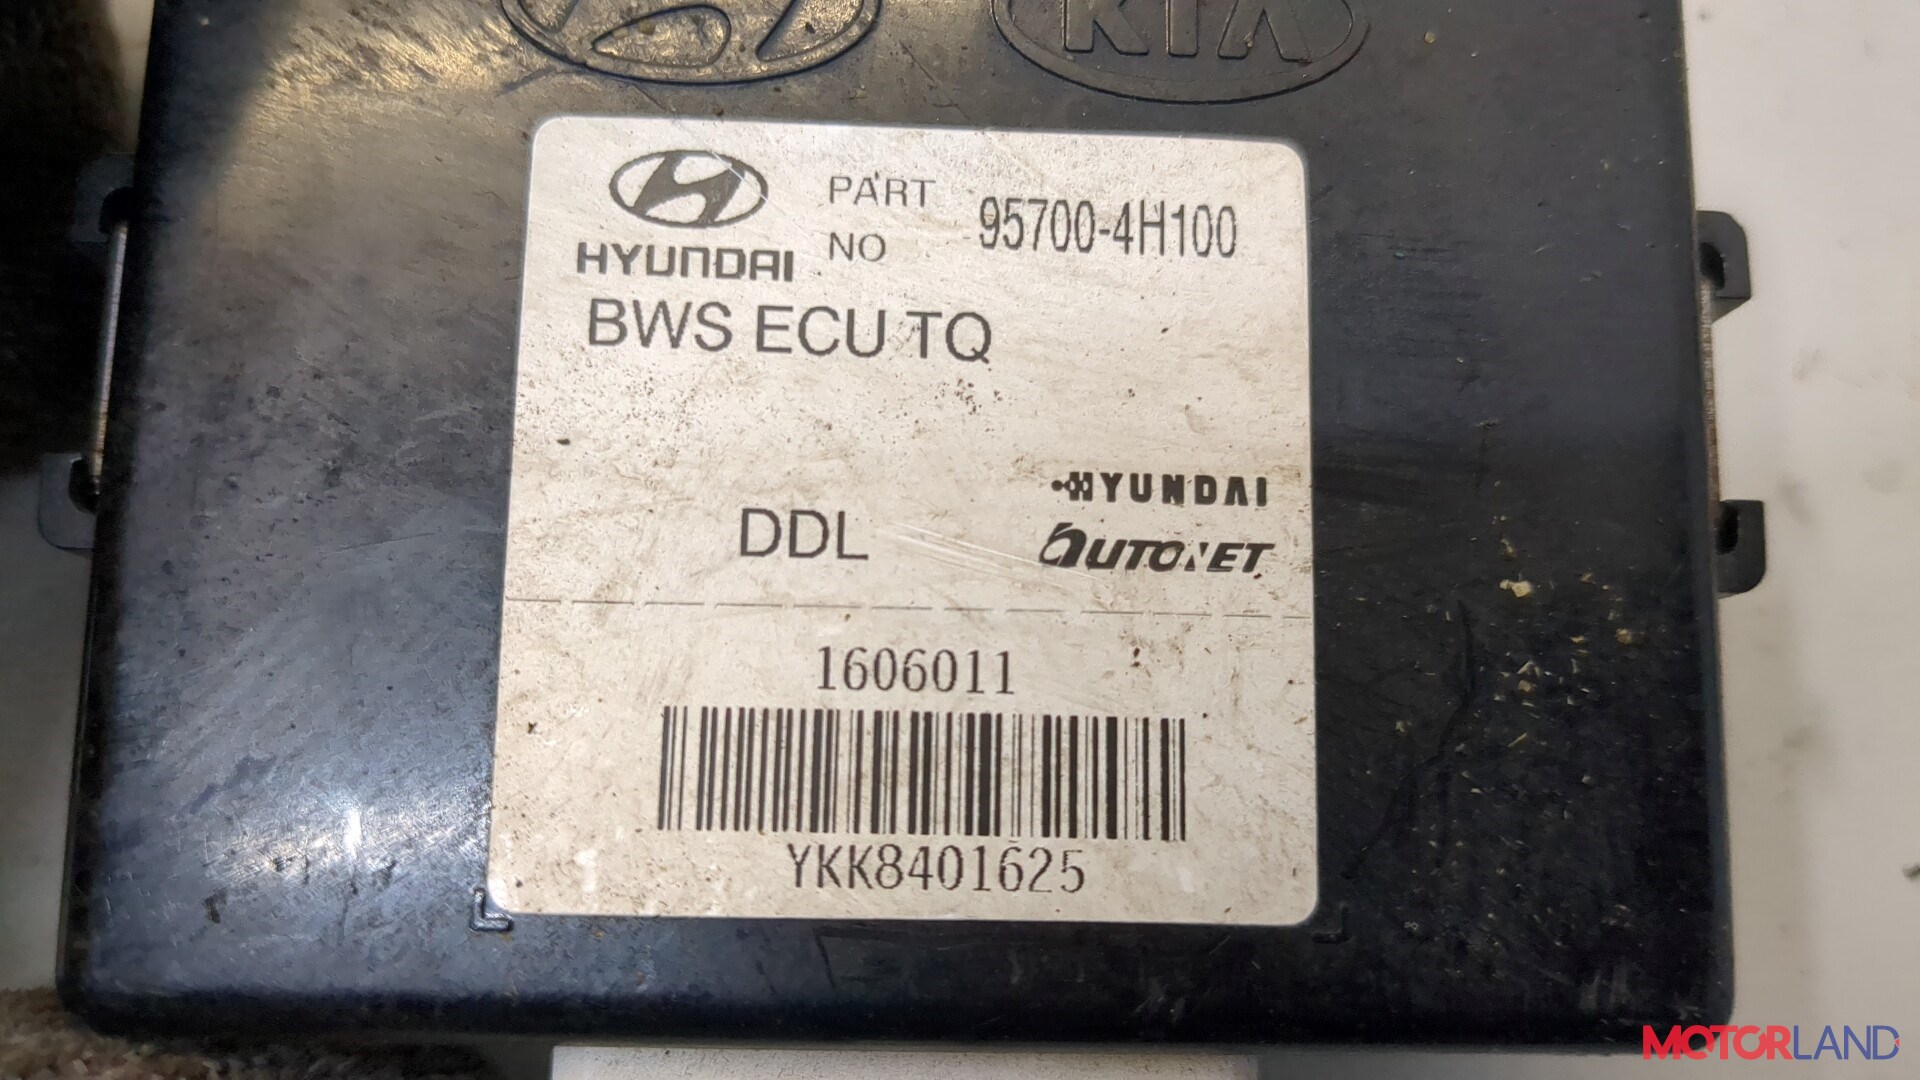 KIA
HYUNDAI
PART NO
95700-4H100
BWS ECU TQ
DDL
HYUNDAI
AUTONET
1606011
YKK8401625
MOTORLAND